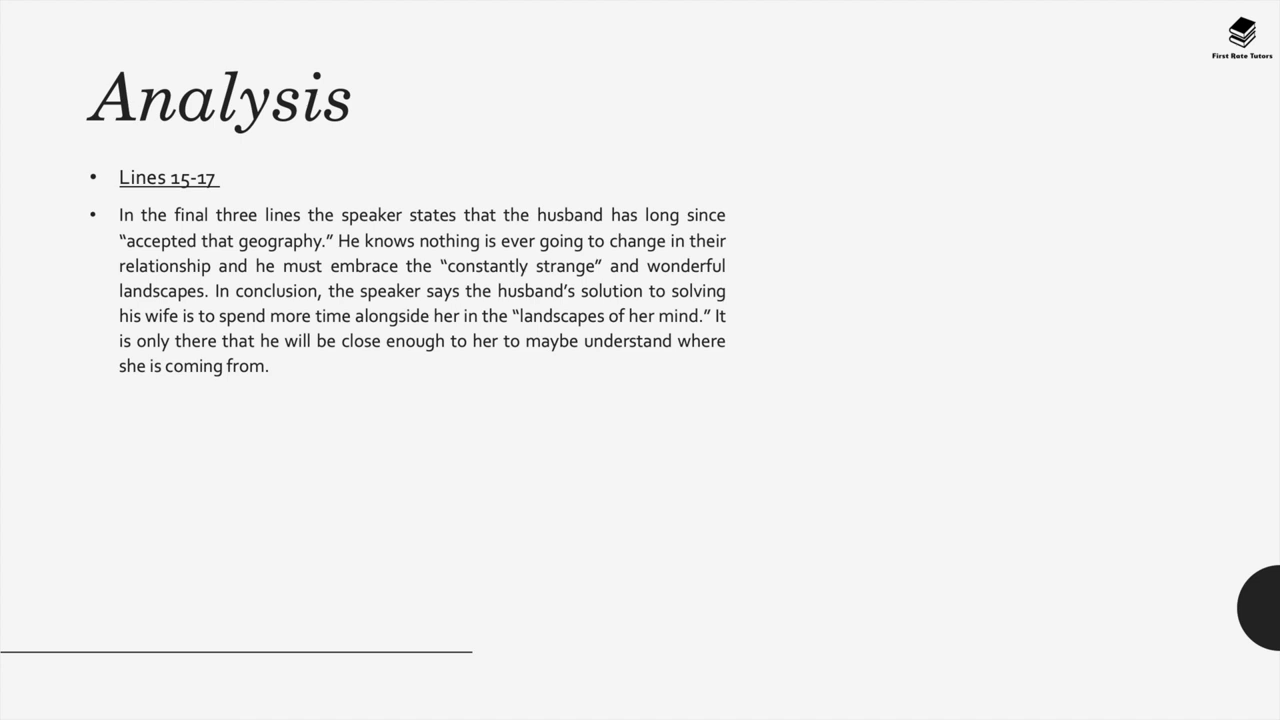 First Rate Tutors
Analysis
• Lines 15-17
• In the final three lines the speaker states that the husband has long since
“accepted that geography.” He knows nothing is ever going to change in their
relationship and he must embrace the “constantly strange” and wonderful
landscapes. In conclusion, the speaker says the husband’s solution to solving
his wife is to spend more time alongside her in the “landscapes of her mind.” It
is only there that he will be close enough to her to maybe understand where
she is coming from.